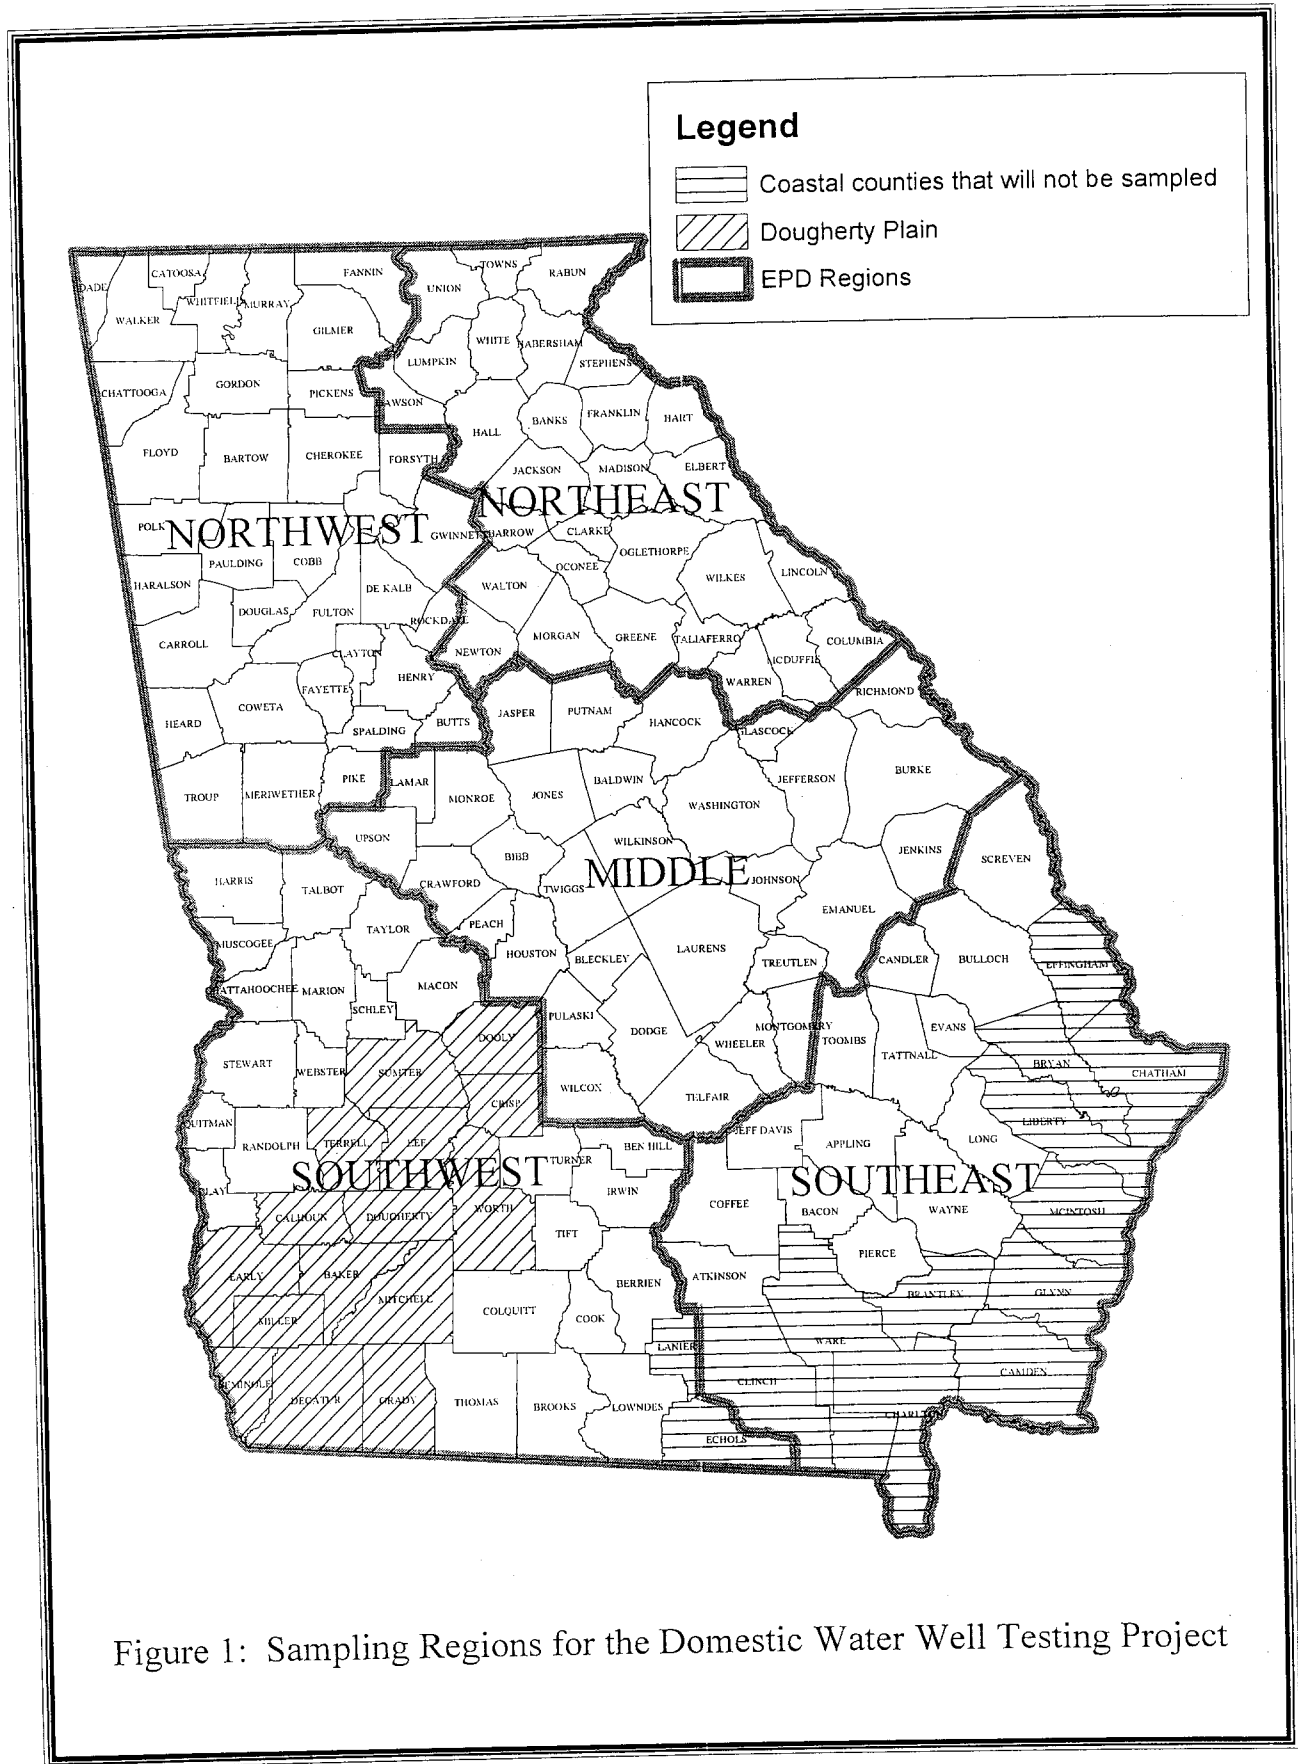 Legend
Coastal counties that will not be sampled
Dougherty Plain
EPD Regions
DADE
CATOOSA
WHITFIELD
MURRAY
FANNIN
UNION
TOWNS
RABUN
WALKER
GILMER
LUMPKIN
WHITE
HABERSHAM
STEPHENS
CHATTOOGA
GORDON
PICKENS
DAWSON
HALL
BANKS
FRANKLIN
HART
FLOYD
BARTOW
CHEROKEE
FORSYTH
JACKSON
MADISON
ELBERT
NORTHEAST
POLK
NORTHWEST
GWINNETT
BARROW
CLARKE
OGLETHORPE
HARALSON
PAULDING
COBB
DE KALB
WALTON
OCONEE
WILKES
LINCOLN
DOUGLAS
FULTON
ROCKDALE
CARROLL
CLAYTON
NEWTON
MORGAN
GREENE
TALIAFERRO
MCDUFFIE
COLUMBIA
HENRY
FAYETTE
WARREN
RICHMOND
HEARD
COWETA
SPALDING
BUTTS
JASPER
PUTNAM
HANCOCK
GLASCOCK
TROUP
MERIWETHER
PIKE
LAMAR
MONROE
JONES
BALDWIN
WASHINGTON
JEFFERSON
BURKE
UPSON
WILKINSON
JENKINS
SCREVEN
HARRIS
TALBOT
CRAWFORD
BIBB
TWIGGS
MIDDLE
JOHNSON
EMANUEL
MUSCOGEE
TAYLOR
PEACH
HOUSTON
BLECKLEY
LAURENS
TREUTLEN
CANDLER
BULLOCH
EFFINGHAM
CHATTAHOOCHEE
MARION
SCHLEY
MACON
PULASKI
DODGE
WHEELER
MONTGOMERY
TOOMBS
TATTNALL
EVANS
BRYAN
CHATHAM
STEWART
WEBSTER
SUMTER
DOOLY
CRISP
WILCOX
TELFAIR
LIBERTY
QUITMAN
RANDOLPH
TERRELL
LEE
TURNER
BEN HILL
JEFF DAVIS
APPLING
LONG
SOUTHWEST
SOUTHEAST
CLAY
CALHOUN
DOUGHERTY
WORTH
TIFT
IRWIN
COFFEE
BACON
WAYNE
MCINTOSH
EARLY
BAKER
MITCHELL
BERRIEN
ATKINSON
PIERCE
BRANTLEY
GLYNN
MILLER
COLQUITT
COOK
LANIER
WARE
CLINCH
CAMDEN
SEMINOLE
DECATUR
GRADY
THOMAS
BROOKS
LOWNDES
ECHOLS
CHARLTON
Figure 1: Sampling Regions for the Domestic Water Well Testing Project